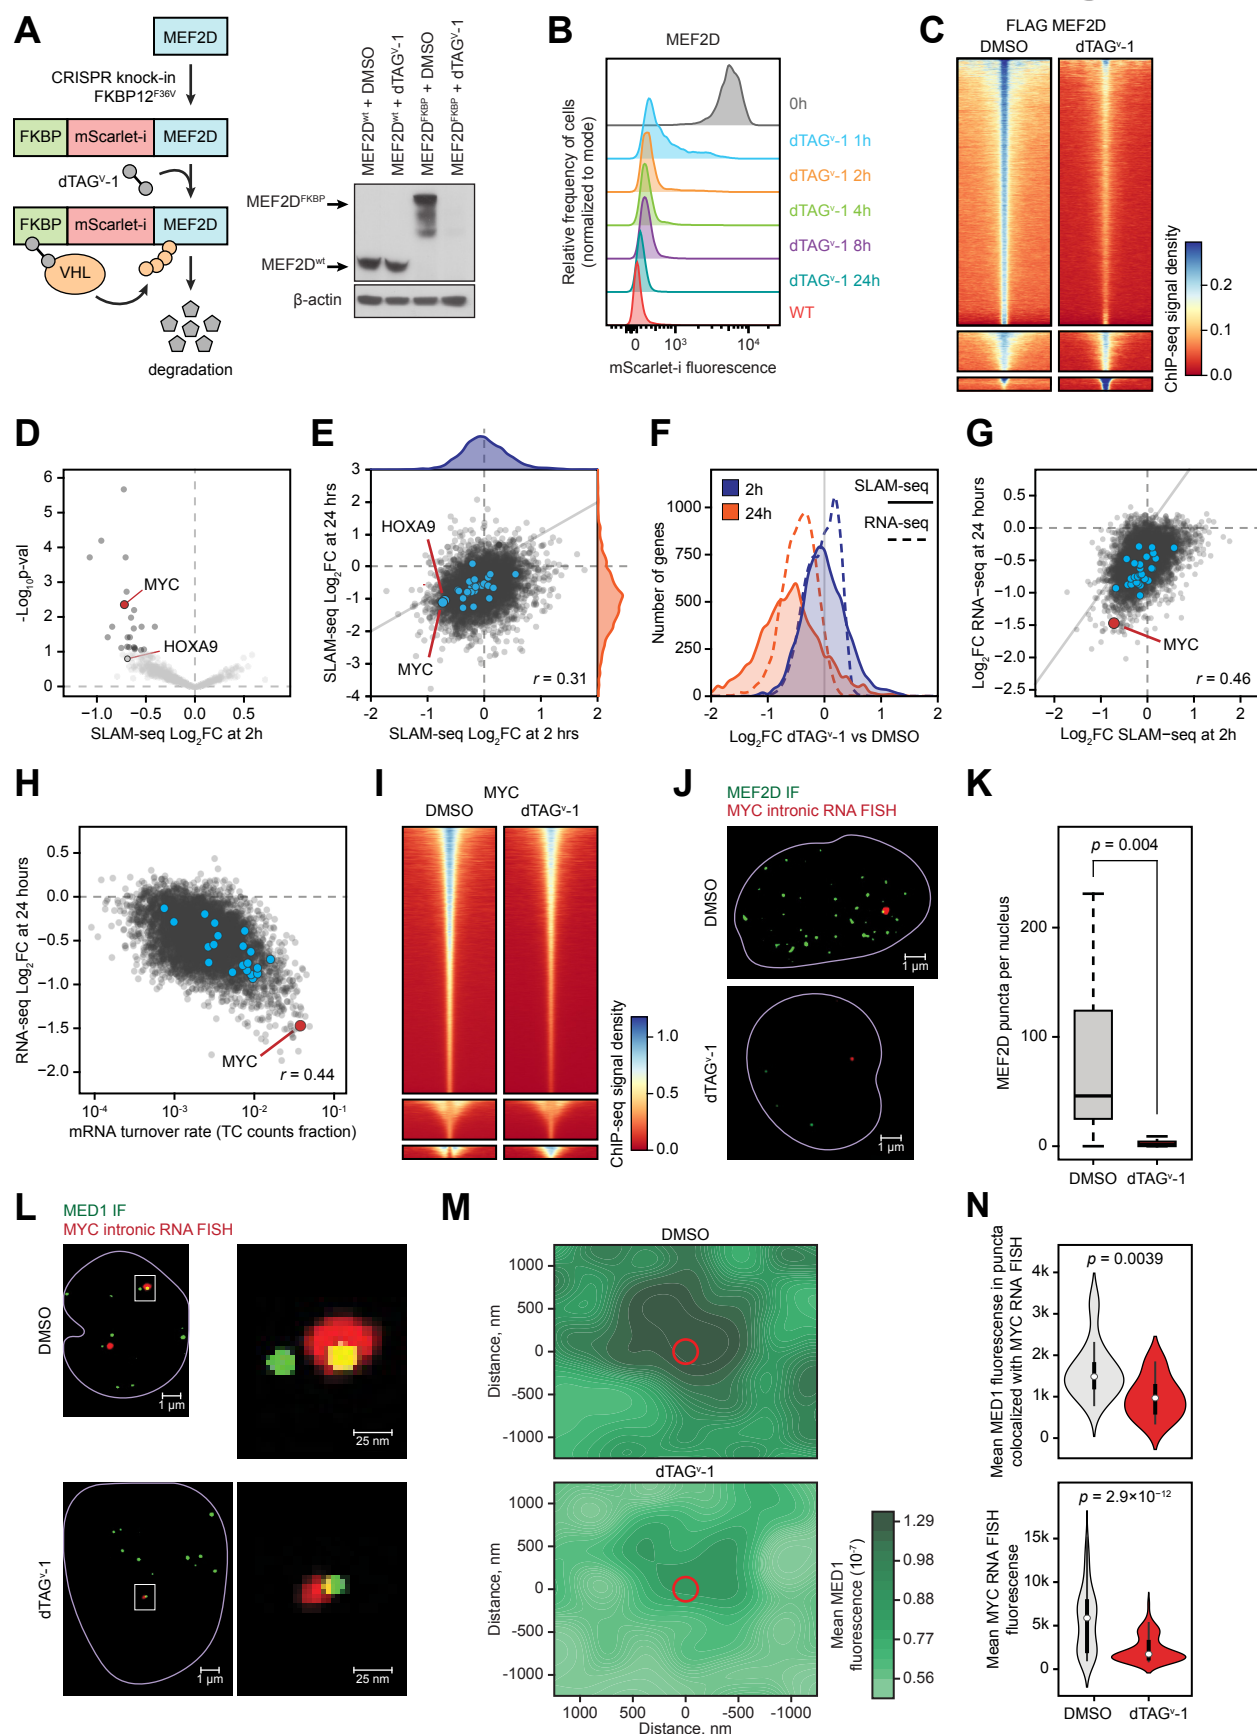 A
MEF2D
CRISPR knock-in
FKBP12F36V
FKBP mScarlet-i MEF2D
dTAGV-1
FKBP mScarlet-i MEF2D
VHL
degradation
MEF2Dwt + DMSO
MEF2Dwt + dTAGV-1
MEF2DFKBP + DMSO
MEF2DFKBP + dTAGV-1
MEF2DFKBP
MEF2Dwt
β-actin
B
MEF2D
Relative frequency of cells
(normalized to mode)
0h
dTAGv-1 1h
dTAGv-1 2h
dTAGv-1 4h
dTAGv-1 8h
dTAGv-1 24h
WT
0 10³ 10⁴
mScarlet-i fluorescence
C
FLAG MEF2D
DMSO dTAGv-1
ChIP-seq signal density
0.2
0.1
0.0
D
-Log10p-val
6
5
4
3
2
1
0
MYC
HOXA9
-1.0 -0.5 0.0 0.5
SLAM-seq Log2FC at 2h
E
SLAM-seq Log2FC at 24 hrs
3
2
1
0
-1
-2
-3
-4
HOXA9
MYC
r = 0.31
-2 -1 0 1 2
SLAM-seq Log2FC at 2 hrs
F
Number of genes
1000
750
500
250
0
2h
24h
SLAM-seq
RNA-seq
-2 -1 0 1 2
Log2FC dTAGv-1 vs DMSO
G
Log2FC RNA-seq at 24 hours
0.5
0.0
−0.5
−1.0
−1.5
−2.0
−2.5
MYC
r = 0.46
−2 −1 0 1 2
Log2FC SLAM-seq at 2h
H
RNA-seq Log2FC at 24 hours
0.5
0.0
−0.5
−1.0
−1.5
−2.0
MYC
r = 0.44
10-4 10-3 10-2 10-1
mRNA turnover rate (TC counts fraction)
I
MYC
DMSO dTAGv-1
ChIP-seq signal density
1.0
0.5
0.0
J
MEF2D IF
MYC intronic RNA FISH
DMSO
1 µm
dTAGv-1
1 µm
K
MEF2D puncta per nucleus
p = 0.004
200
100
0
DMSO dTAGv-1
L
MED1 IF
MYC intronic RNA FISH
DMSO
1 µm
25 nm
dTAGv-1
1 µm
25 nm
M
DMSO
Distance, nm
1000
500
0
-500
-1000
dTAGv-1
Distance, nm
1000
500
0
-500
-1000
1000 500 0 -500 -1000
Distance, nm
Mean MED1
fluorescence (10-7)
1.29
0.98
0.88
0.77
0.56
N
Mean MED1 fluorescense in puncta
colocalized with MYC RNA FISH
p = 0.0039
4k
3k
2k
1k
0
Mean MYC RNA FISH
fluorescense
p = 2.9×10−12
15k
10k
5k
0
DMSO dTAGv-1